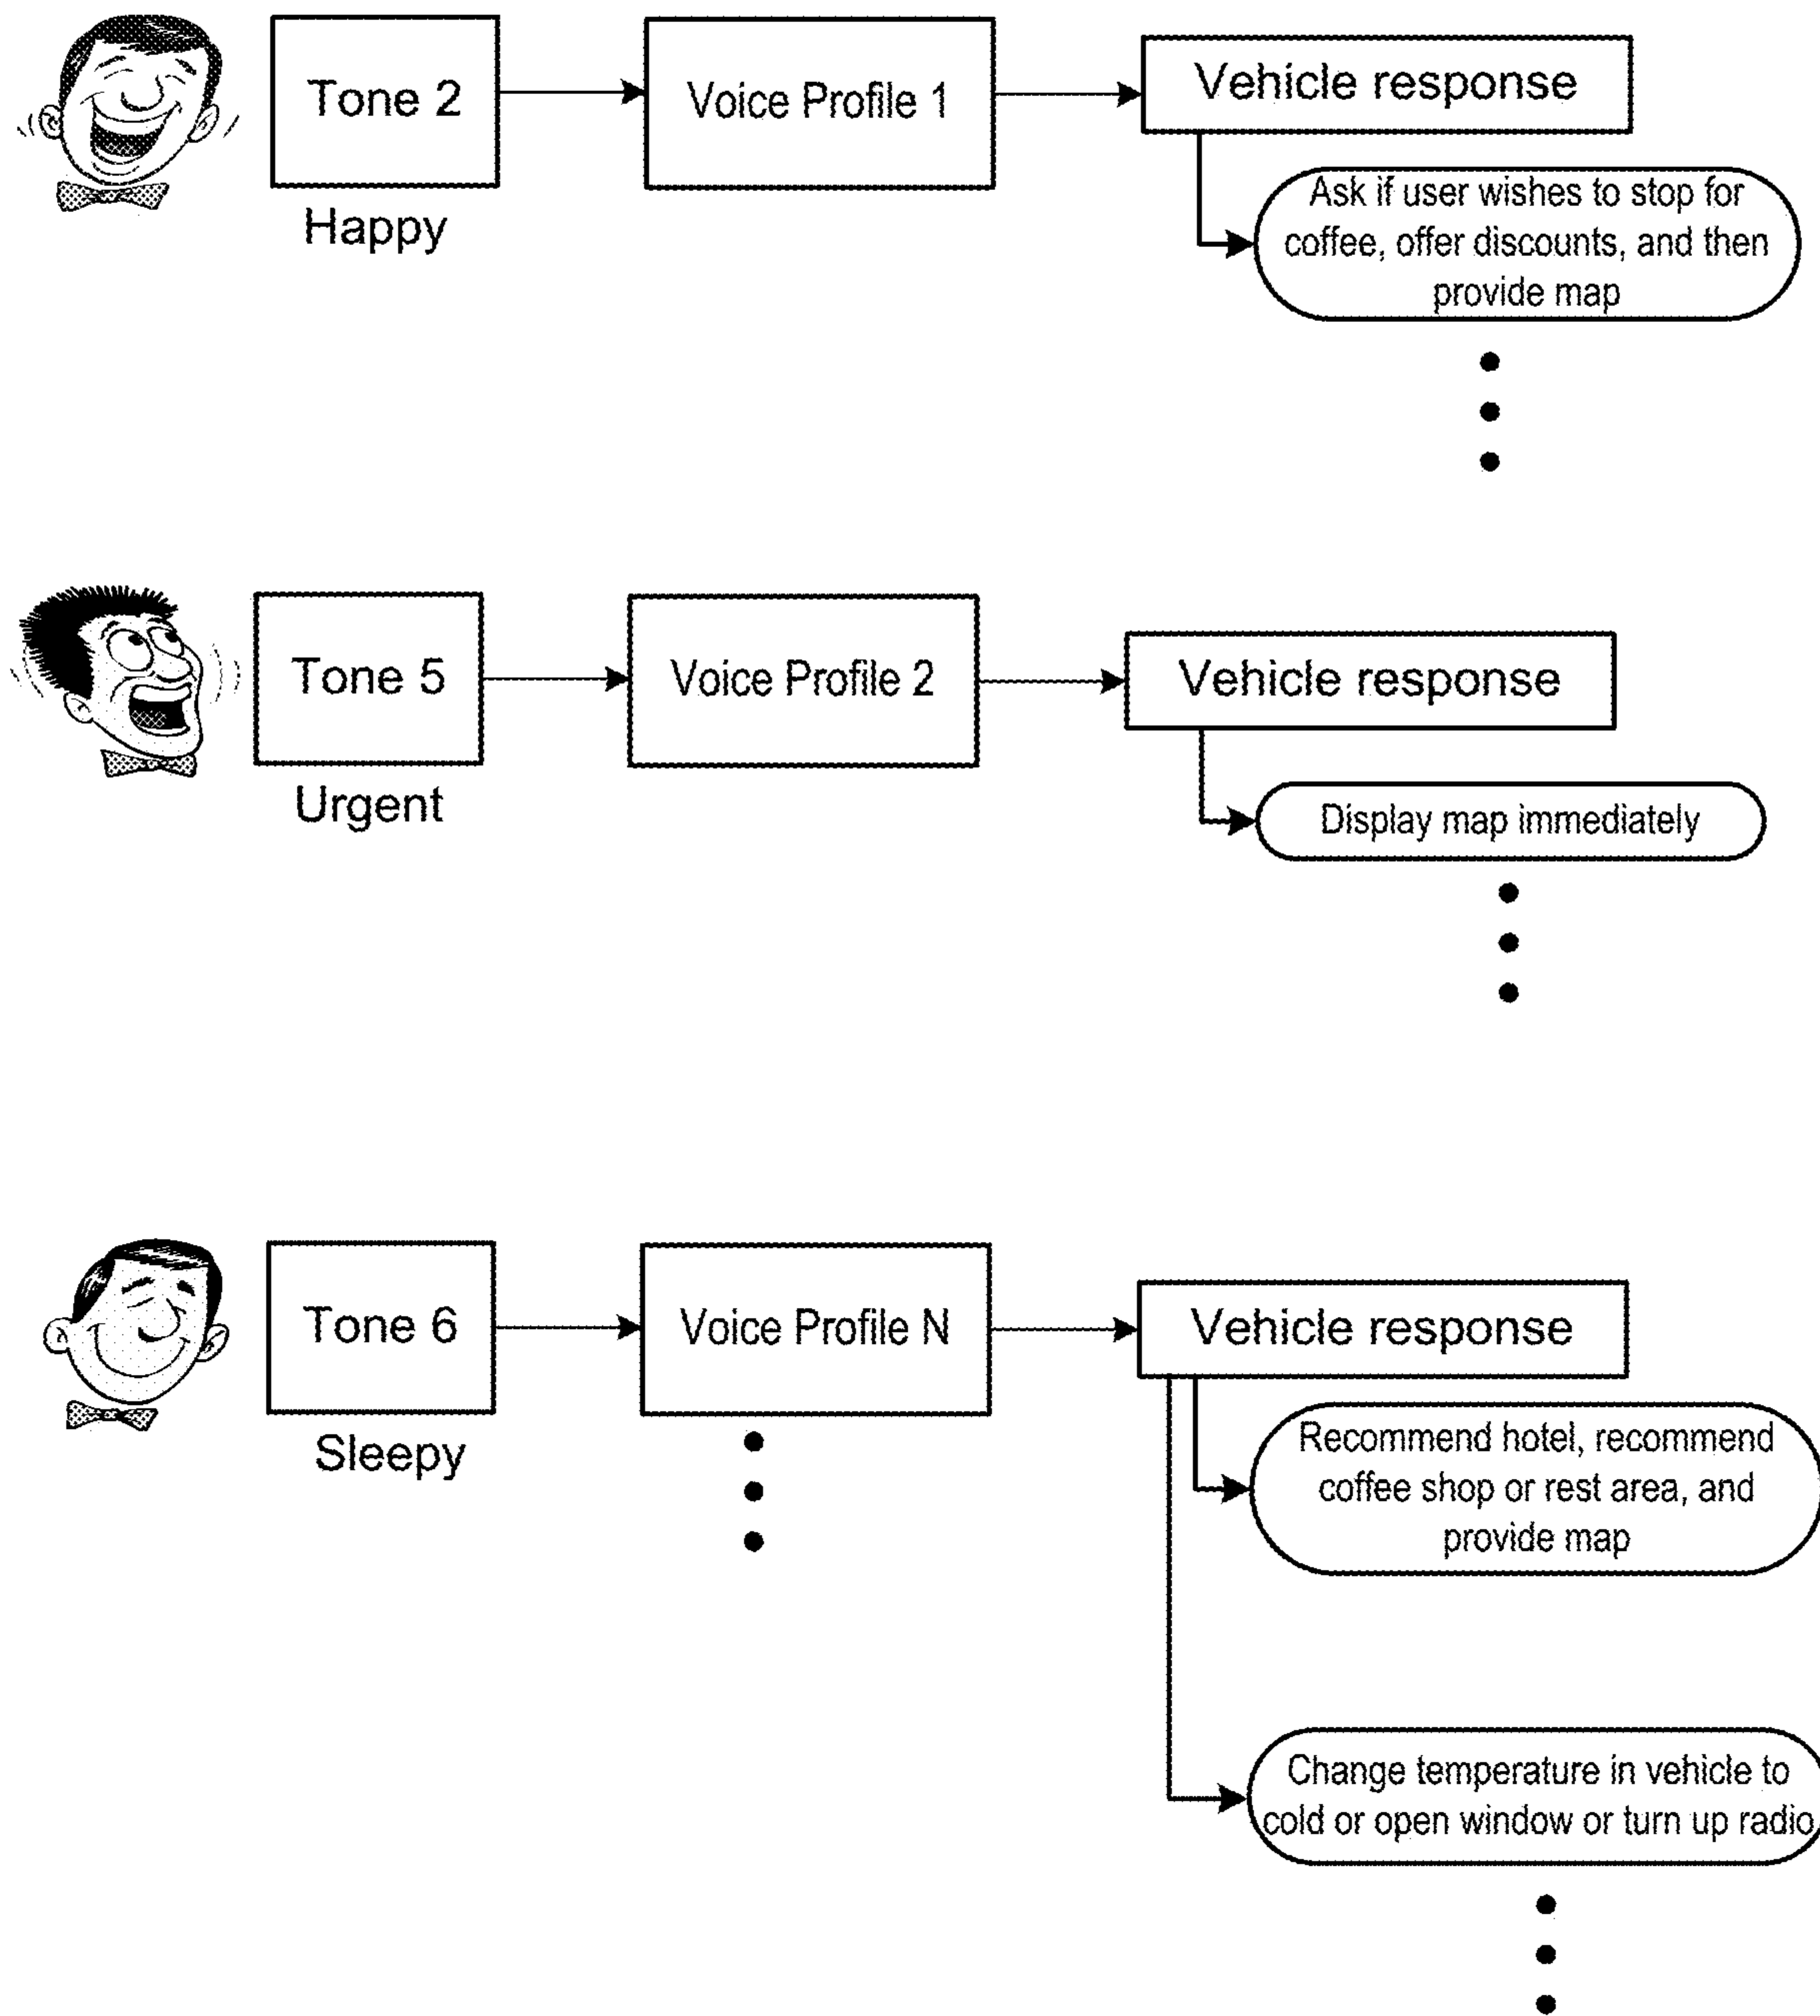 Tone 2
Voice Profile 1
Vehicle response
Happy
Ask if user wishes to stop for
coffee, offer discounts, and then
provide map
Tone 5
Voice Profile 2
Vehicle response
Urgent
Display map immediately
Tone 6
Voice Profile N
Vehicle response
Sleepy
Recommend hotel, recommend
coffee shop or rest area, and
provide map
Change temperature in vehicle to
cold or open window or turn up radio